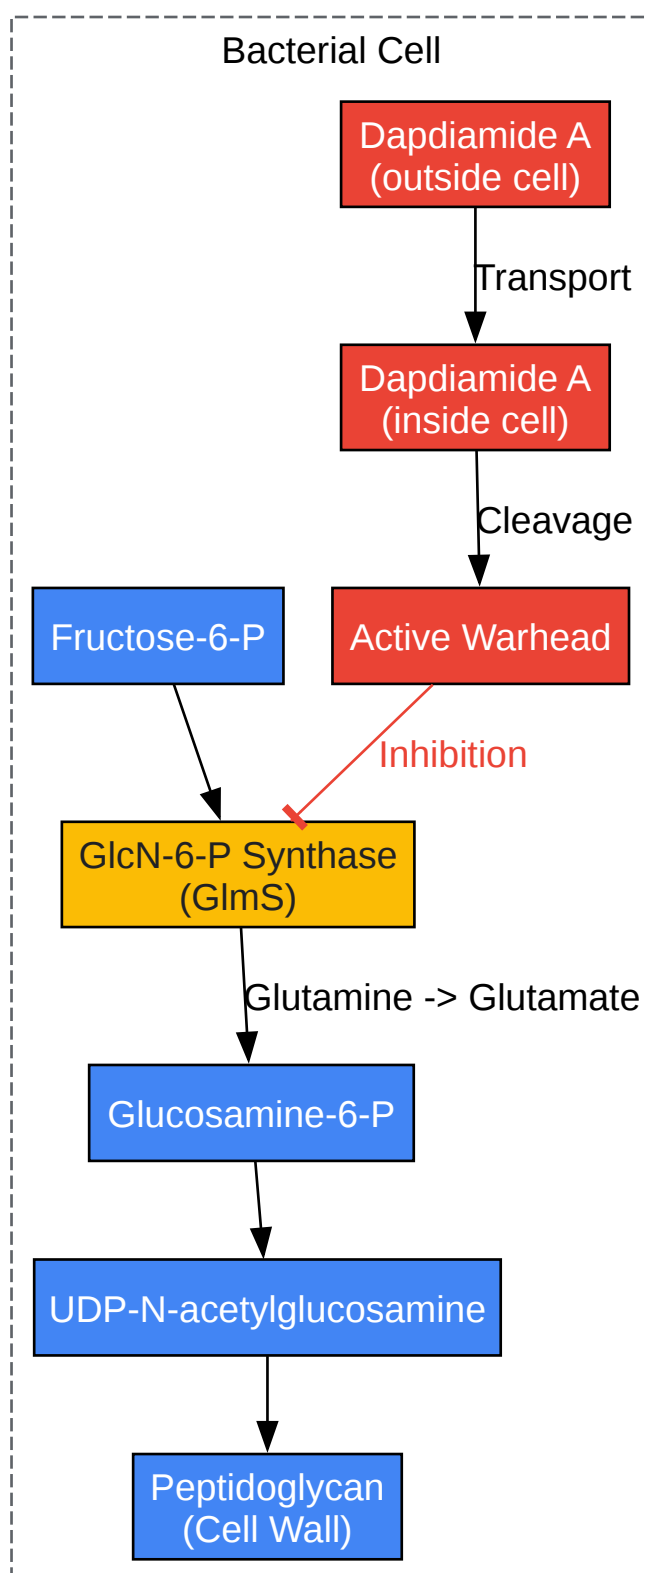 Bacterial Cell
Dapdiamide A
(outside cell)
Transport
Dapdiamide A
(inside cell)
Cleavage
Fructose-6-P
Active Warhead
Inhibition
GlcN-6-P Synthase
(GlmS)
Glutamine -> Glutamate
Glucosamine-6-P
UDP-N-acetylglucosamine
Peptidoglycan
(Cell Wall)